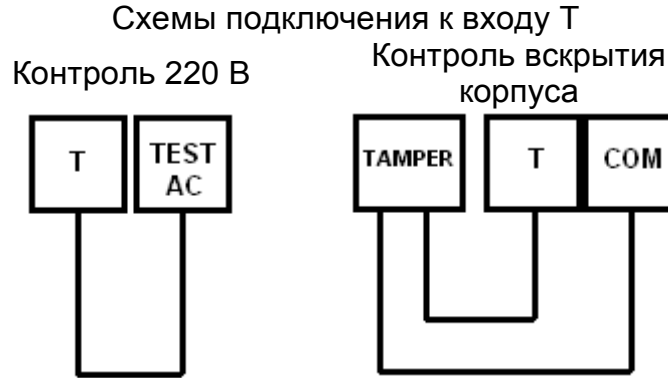 Схемы подключения к входу Т
Контроль 220 В
Т
TEST
AC
Контроль вскрытия
корпуса
TAMPER
Т
COM